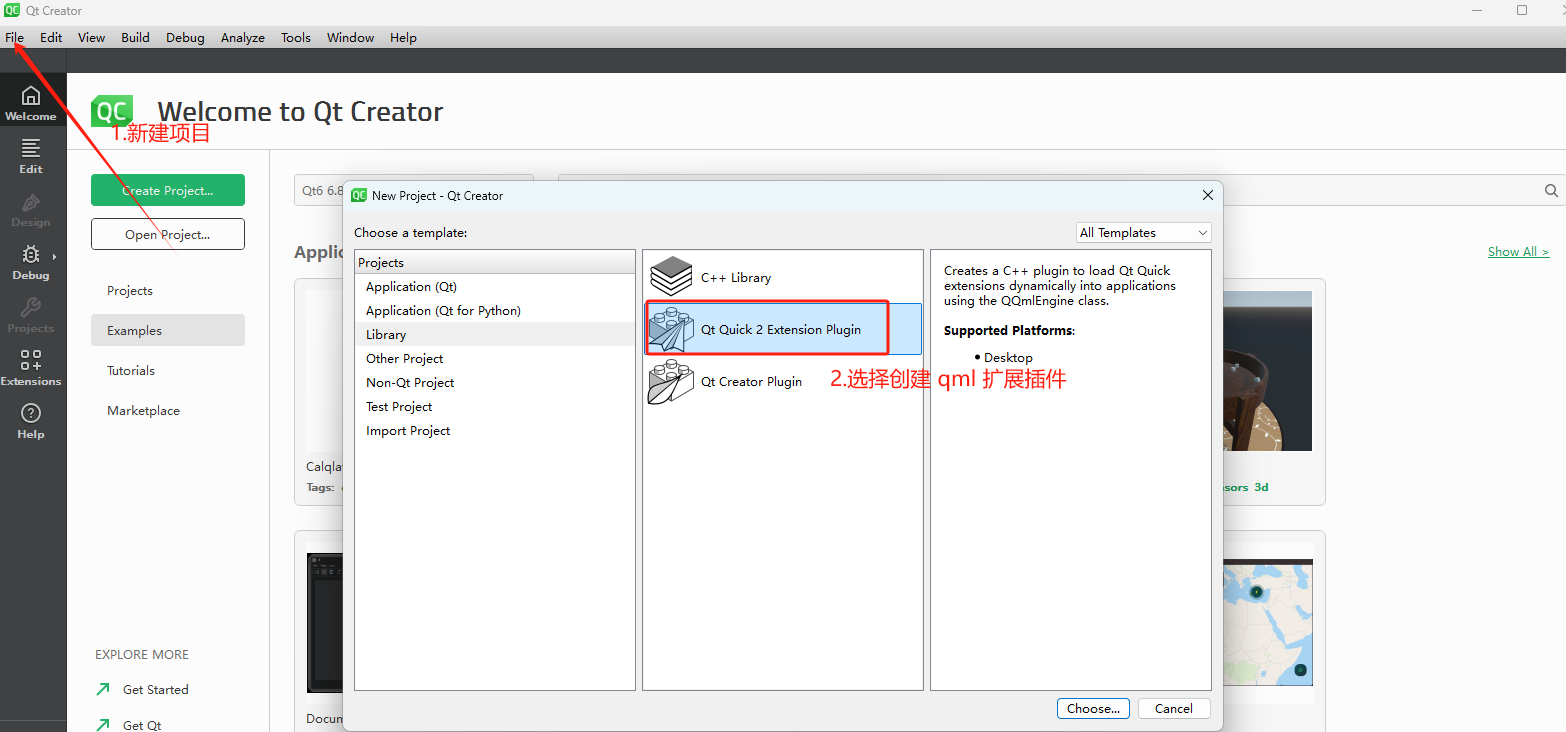 QC Qt Creator
File Edit View Build Debug Analyze Tools Window Help
Welcome
Edit
Design
Debug
Projects
Extensions
Help
QC Welcome to Qt Creator
1.新建项目
Create Project...
Open Project...
Projects
Examples
Tutorials
Marketplace
EXPLORE MORE
Get Started
Get Qt
Qt6 6.8
Applic
Show All >
Calqla
Tags:
sors 3d
Docum
QC New Project - Qt Creator
Choose a template:
All Templates
Projects
Application (Qt)
Application (Qt for Python)
Library
Other Project
Non-Qt Project
Test Project
Import Project
C++ Library
Qt Quick 2 Extension Plugin
Qt Creator Plugin
2.选择创建 qml 扩展插件
Creates a C++ plugin to load Qt Quick
extensions dynamically into applications
using the QQmlEngine class.
Supported Platforms:
• Desktop
Choose...
Cancel